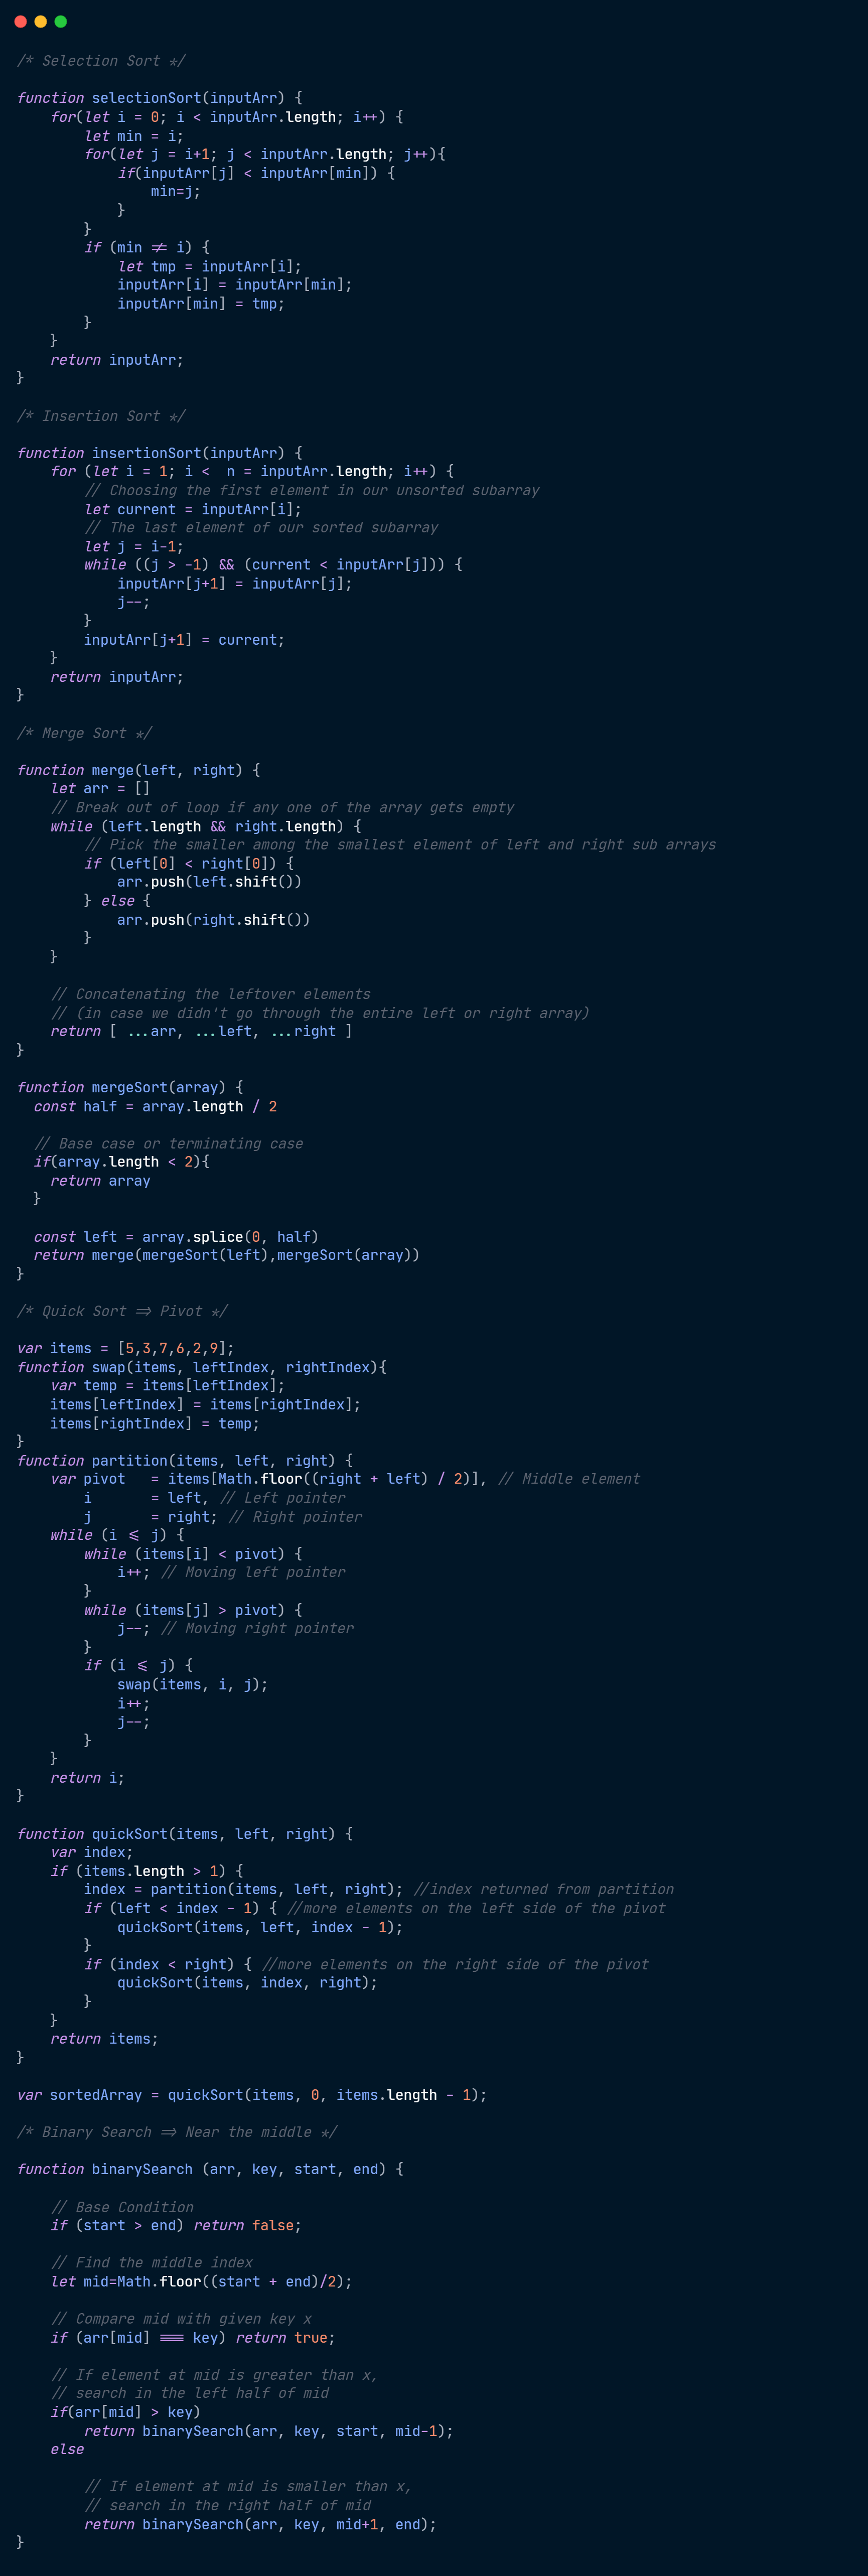 /* Selection Sort */

function selectionSort(inputArr) {
    for(let i = 0; i < inputArr.length; i++) {
        let min = i;
        for(let j = i+1; j < inputArr.length; j++){
            if(inputArr[j] < inputArr[min]) {
                min=j;
            }
        }
        if (min != i) {
            let tmp = inputArr[i];
            inputArr[i] = inputArr[min];
            inputArr[min] = tmp;
        }
    }
    return inputArr;
}

/* Insertion Sort */

function insertionSort(inputArr) {
    for (let i = 1; i <  n = inputArr.length; i++) {
        // Choosing the first element in our unsorted subarray
        let current = inputArr[i];
        // The last element of our sorted subarray
        let j = i-1;
        while ((j > -1) && (current < inputArr[j])) {
            inputArr[j+1] = inputArr[j];
            j--;
        }
        inputArr[j+1] = current;
    }
    return inputArr;
}

/* Merge Sort */

function merge(left, right) {
    let arr = []
    // Break out of loop if any one of the array gets empty
    while (left.length && right.length) {
        // Pick the smaller among the smallest element of left and right sub arrays
        if (left[0] < right[0]) {
            arr.push(left.shift())
        } else {
            arr.push(right.shift())
        }
    }

    // Concatenating the leftover elements
    // (in case we didn't go through the entire left or right array)
    return [ ...arr, ...left, ...right ]
}

function mergeSort(array) {
  const half = array.length / 2

  // Base case or terminating case
  if(array.length < 2){
    return array
  }

  const left = array.splice(0, half)
  return merge(mergeSort(left),mergeSort(array))
}

/* Quick Sort => Pivot */

var items = [5,3,7,6,2,9];
function swap(items, leftIndex, rightIndex){
    var temp = items[leftIndex];
    items[leftIndex] = items[rightIndex];
    items[rightIndex] = temp;
}
function partition(items, left, right) {
    var pivot   = items[Math.floor((right + left) / 2)], // Middle element
        i       = left, // Left pointer
        j       = right; // Right pointer
    while (i <= j) {
        while (items[i] < pivot) {
            i++; // Moving left pointer
        }
        while (items[j] > pivot) {
            j--; // Moving right pointer
        }
        if (i <= j) {
            swap(items, i, j);
            i++;
            j--;
        }
    }
    return i;
}

function quickSort(items, left, right) {
    var index;
    if (items.length > 1) {
        index = partition(items, left, right); //index returned from partition
        if (left < index - 1) { //more elements on the left side of the pivot
            quickSort(items, left, index - 1);
        }
        if (index < right) { //more elements on the right side of the pivot
            quickSort(items, index, right);
        }
    }
    return items;
}

var sortedArray = quickSort(items, 0, items.length - 1);

/* Binary Search => Near the middle */

function binarySearch (arr, key, start, end) {

    // Base Condition
    if (start > end) return false;

    // Find the middle index
    let mid=Math.floor((start + end)/2);

    // Compare mid with given key x
    if (arr[mid] === key) return true;

    // If element at mid is greater than x,
    // search in the left half of mid
    if(arr[mid] > key)
        return binarySearch(arr, key, start, mid-1);
    else

        // If element at mid is smaller than x,
        // search in the right half of mid
        return binarySearch(arr, key, mid+1, end);
}